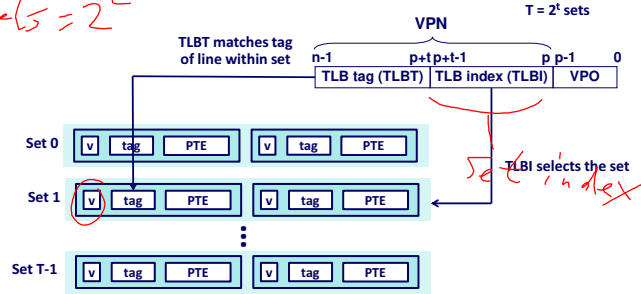 T = 2^t sets
VPN
TLBT matches tag
of line within set
n-1 p+t p+t-1 p p-1 0
TLB tag (TLBT) TLB index (TLBI) VPO
Set 0 v tag PTE v tag PTE
TLBI selects the set
Set index
Set 1 v tag PTE v tag PTE
Set T-1 v tag PTE v tag PTE